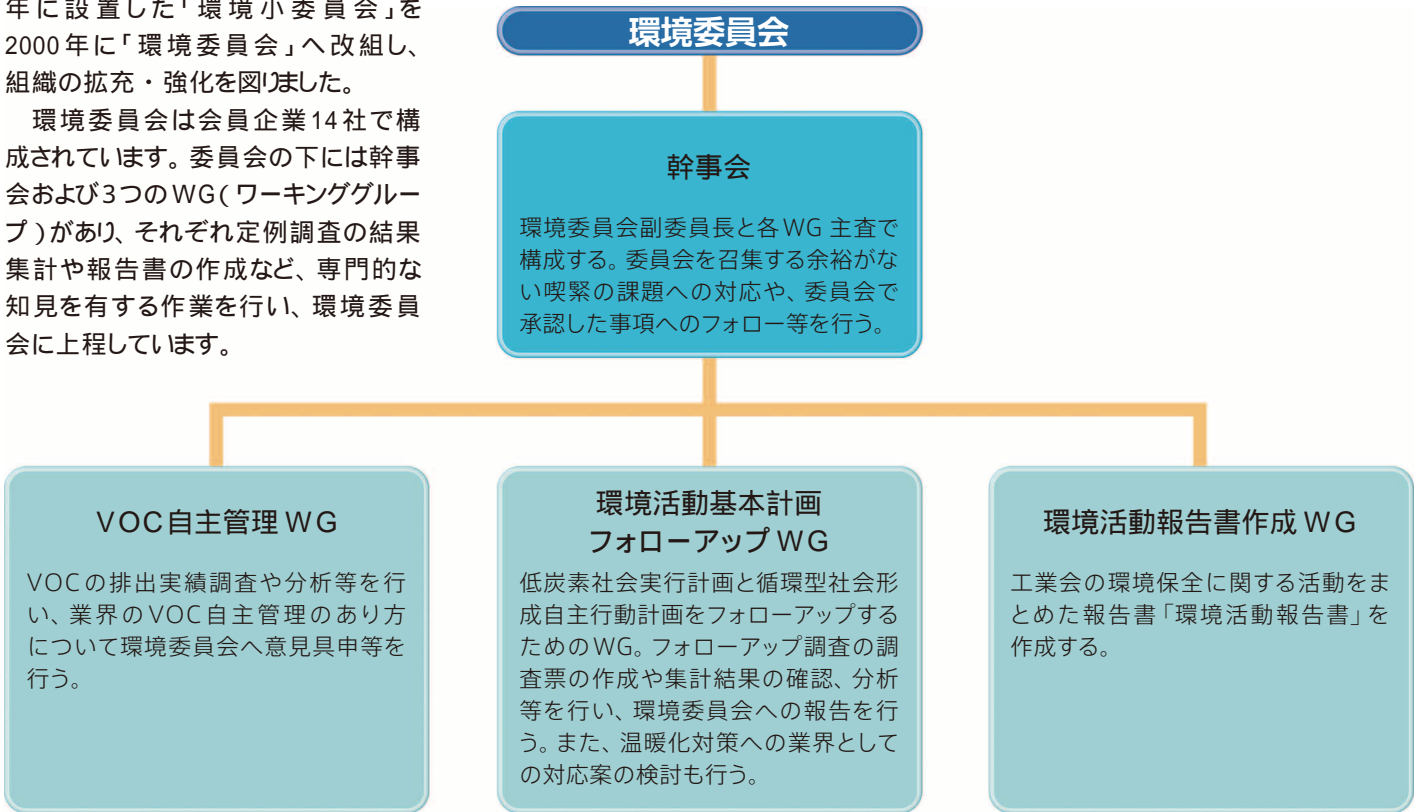 年に設置した「環境小委員会」を
2000年に「環境委員会」へ改組し、
組織の拡充・強化を図りました。
環境委員会は会員企業14社で構
成されています。委員会の下には幹事
会および3つのWG(ワーキンググルー
プ)があり、それぞれ定例調査の結果
集計や報告書の作成など、専門的な
知見を有する作業を行い、環境委員
会に上程しています。
環境委員会
幹事会
環境委員会副委員長と各WG主査で
構成する。委員会を召集する余裕がな
い喫緊の課題への対応や、委員会で
承認した事項へのフォロー等を行う。
VOC自主管理WG
VOCの排出実績調査や分析等を行
い、業界のVOC自主管理のあり方
について環境委員会へ意見具申等を
行う。
環境活動基本計画
フォローアップWG
低炭素社会実行計画と循環型社会形
成自主行動計画をフォローアップする
ためのWG。フォローアップ調査の調
査票の作成や集計結果の確認、分析
等を行い、環境委員会への報告を行
う。また、温暖化対策への業界として
の対応案の検討も行う。
環境活動報告書作成WG
工業会の環境保全に関する活動をま
とめた報告書「環境活動報告書」を
作成する。